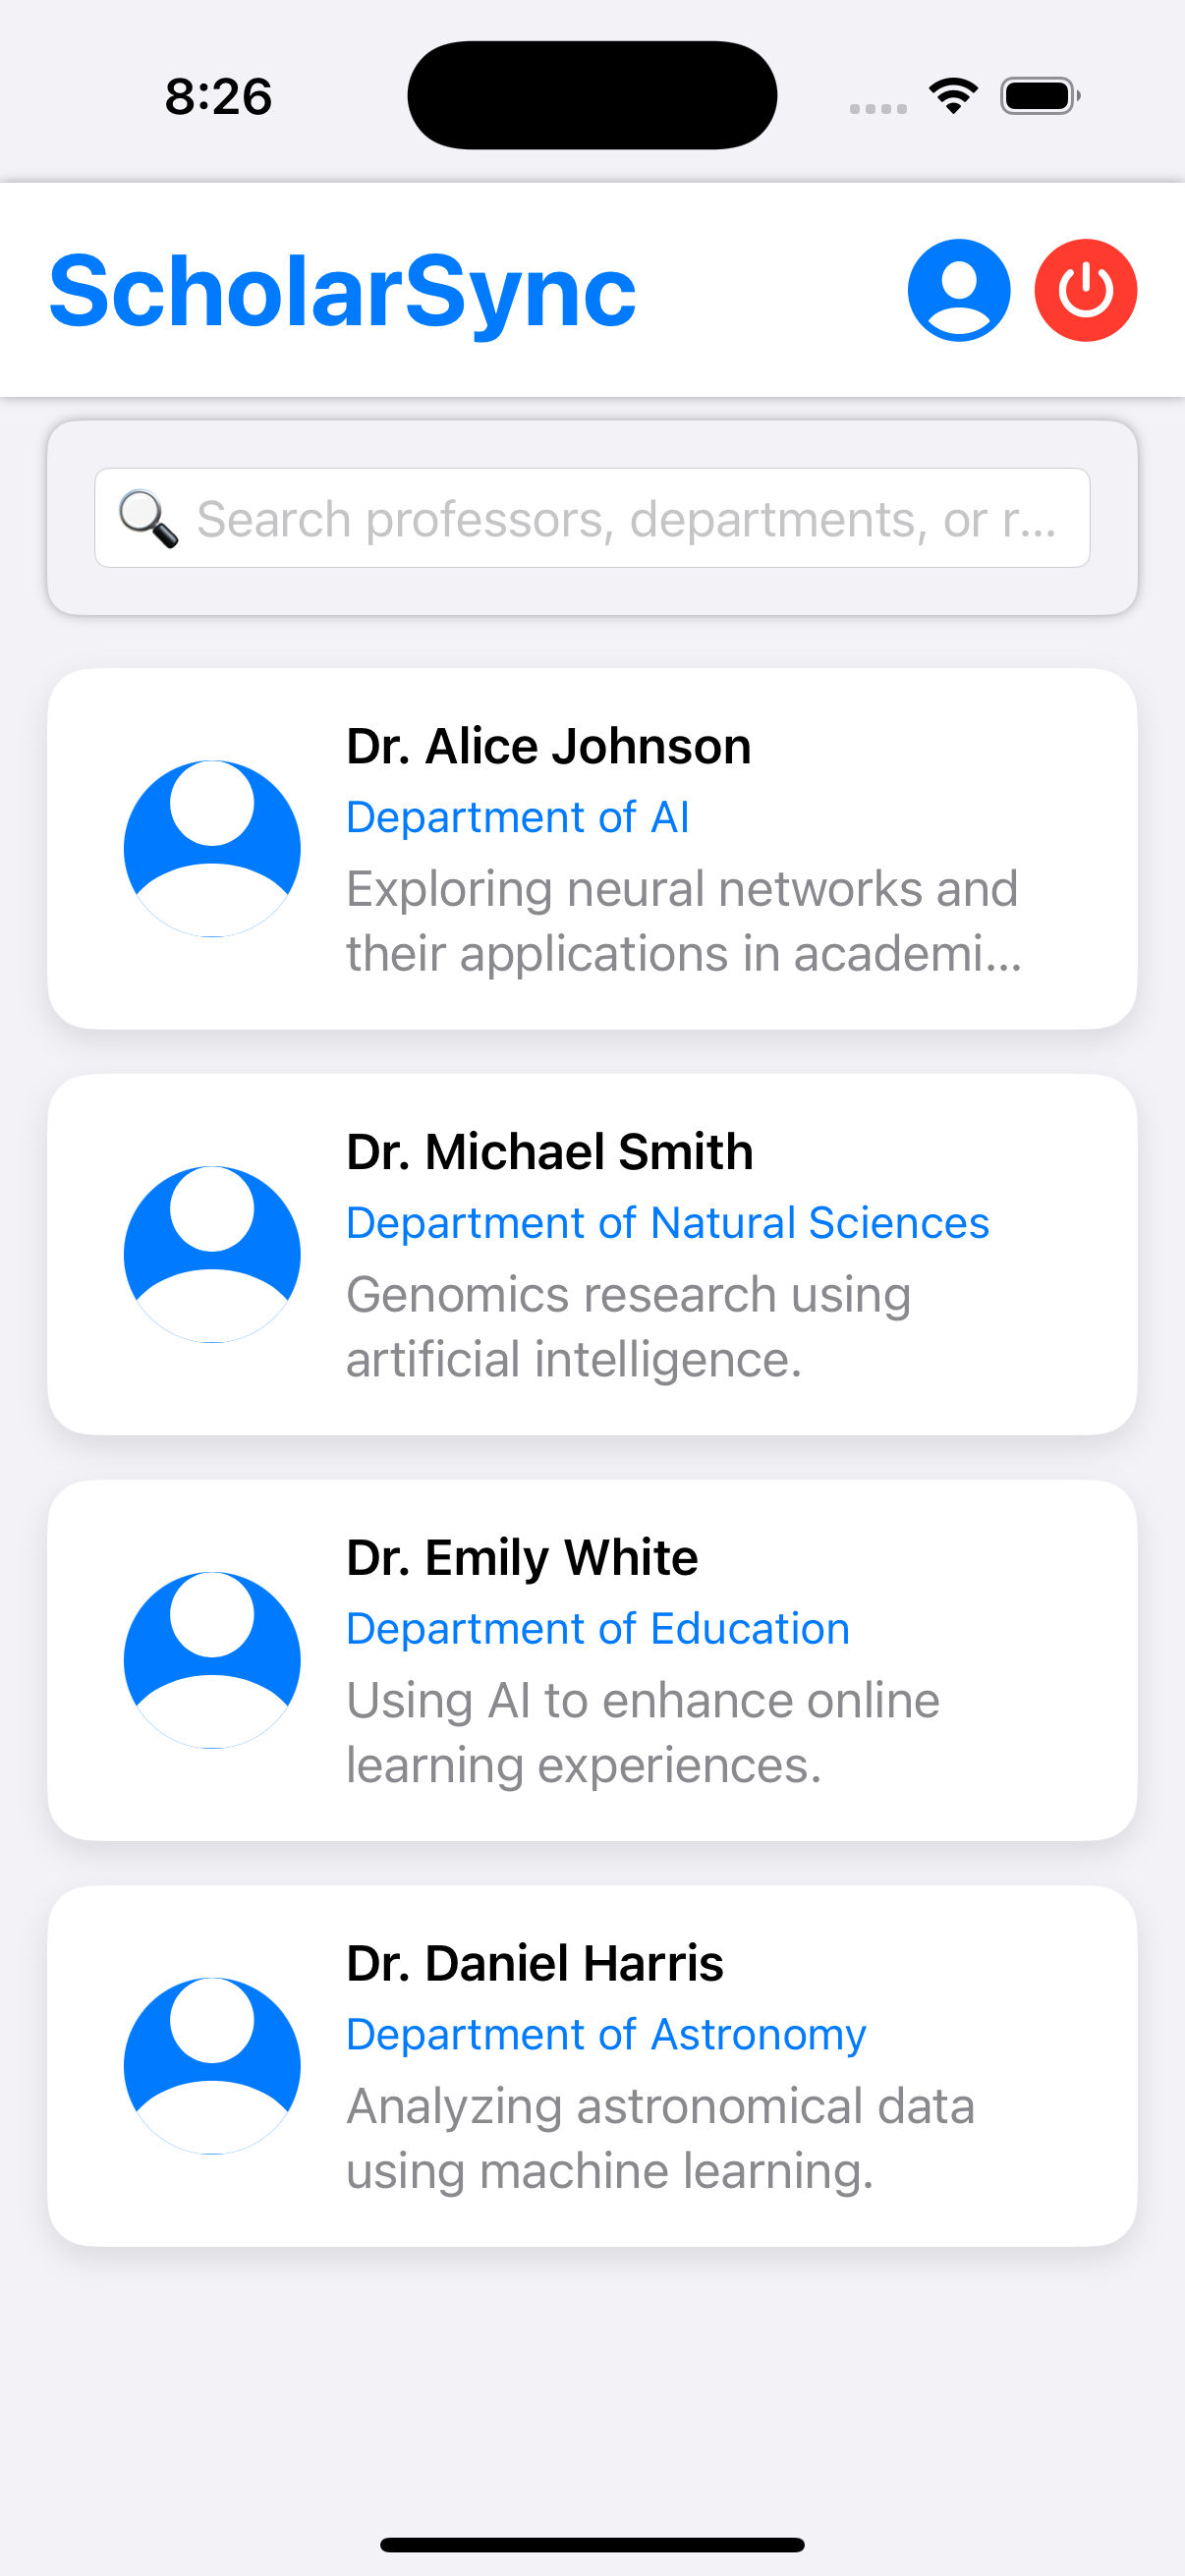 8:26
ScholarSync
Search professors, departments, or r...
Dr. Alice Johnson
Department of AI
Exploring neural networks and
their applications in academi...
Dr. Michael Smith
Department of Natural Sciences
Genomics research using
artificial intelligence.
Dr. Emily White
Department of Education
Using AI to enhance online
learning experiences.
Dr. Daniel Harris
Department of Astronomy
Analyzing astronomical data
using machine learning.